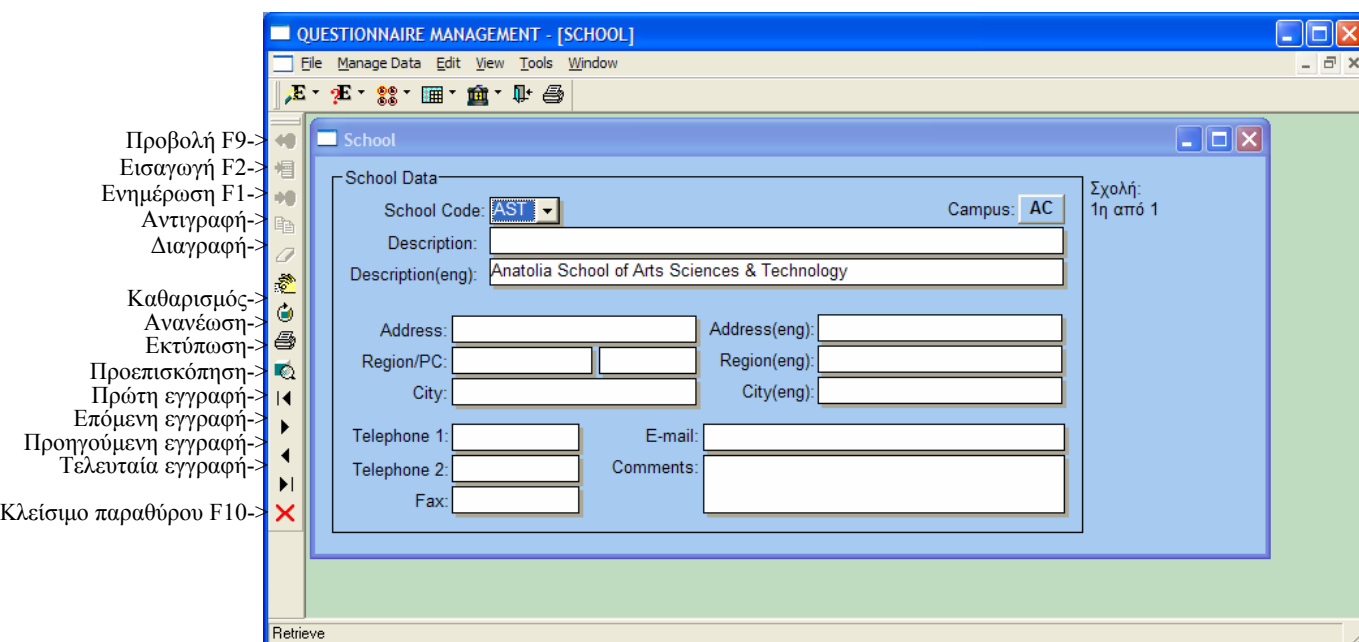 QUESTIONNAIRE MANAGEMENT - [SCHOOL]
File Manage Data Edit View Tools Window
Προβολή F9->
Εισαγωγή F2->
Ενημέρωση F1->
Αντιγραφή->
Διαγραφή->
Καθαρισμός->
Ανανέωση->
Εκτύπωση->
Προεπισκόπηση->
Πρώτη εγγραφή->
Επόμενη εγγραφή->
Προηγούμενη εγγραφή->
Τελευταία εγγραφή->
Κλείσιμο παραθύρου F10->
School
School Data
School Code: AST Campus: AC
Description:
Description(eng): Anatolia School of Arts Sciences & Technology
Address: Address(eng):
Region/PC: Region(eng):
City: City(eng):
Telephone 1: E-mail:
Telephone 2: Comments:
Fax:
Σχολή:
1η από 1
Retrieve